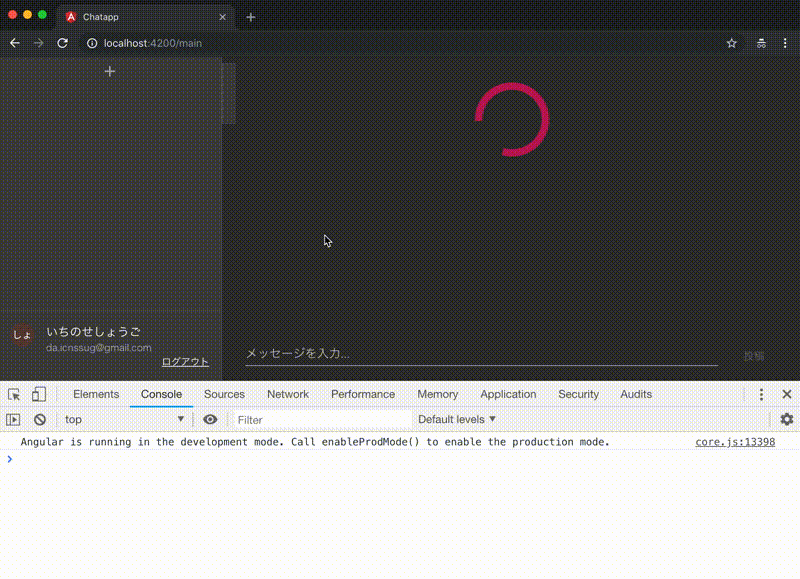 Chatapp
localhost:4200/main
しょ
いちのせしょうご
da.icnssug@gmail.com
ログアウト
メッセージを入力...
投稿
Elements Console Sources Network Performance Memory Application Security Audits
top Filter Default levels
Angular is running in the development mode. Call enableProdMode() to enable the production mode. core.js:13398